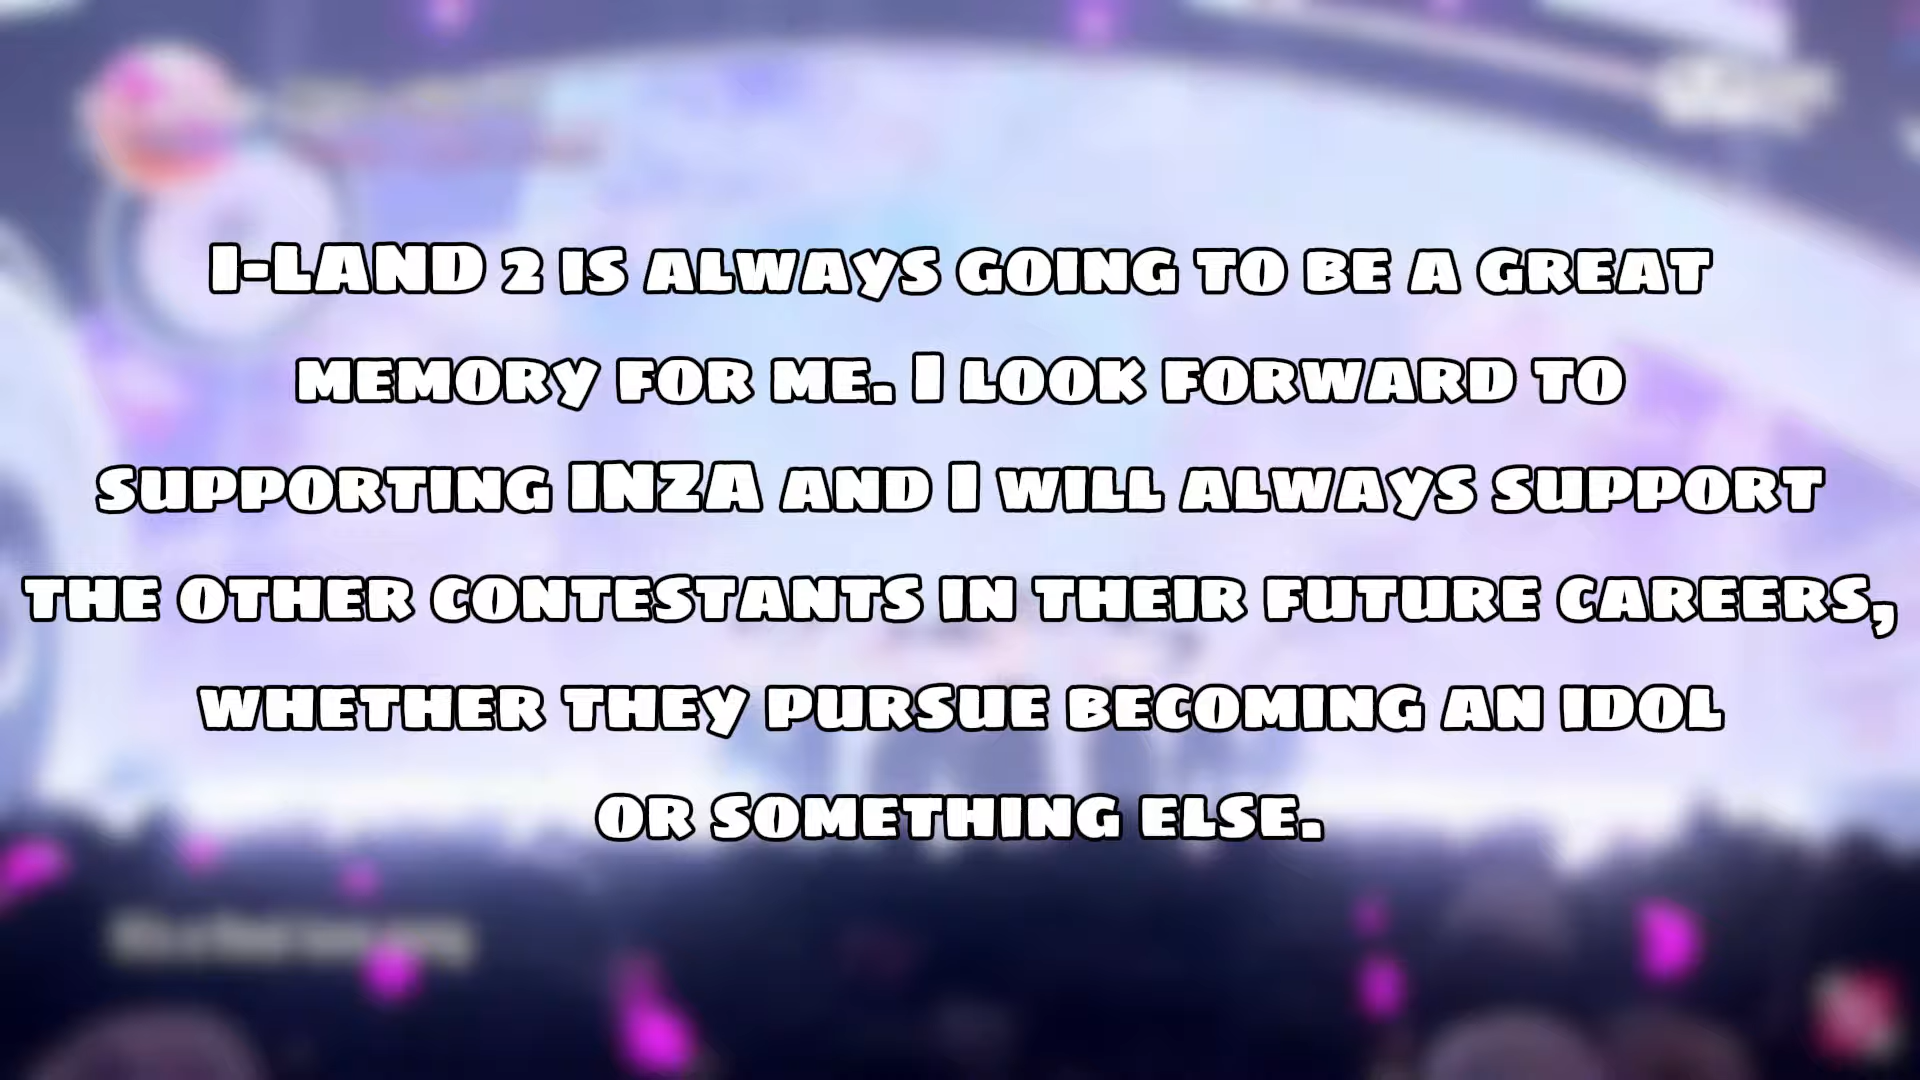 I-LAND 2 IS ALWAYS GOING TO BE A GREAT
MEMORY FOR ME. I LOOK FORWARD TO
SUPPORTING INZA AND I WILL ALWAYS SUPPORT
THE OTHER CONTESTANTS IN THEIR FUTURE CAREERS,
WHETHER THEY PURSUE BECOMING AN IDOL
OR SOMETHING ELSE.